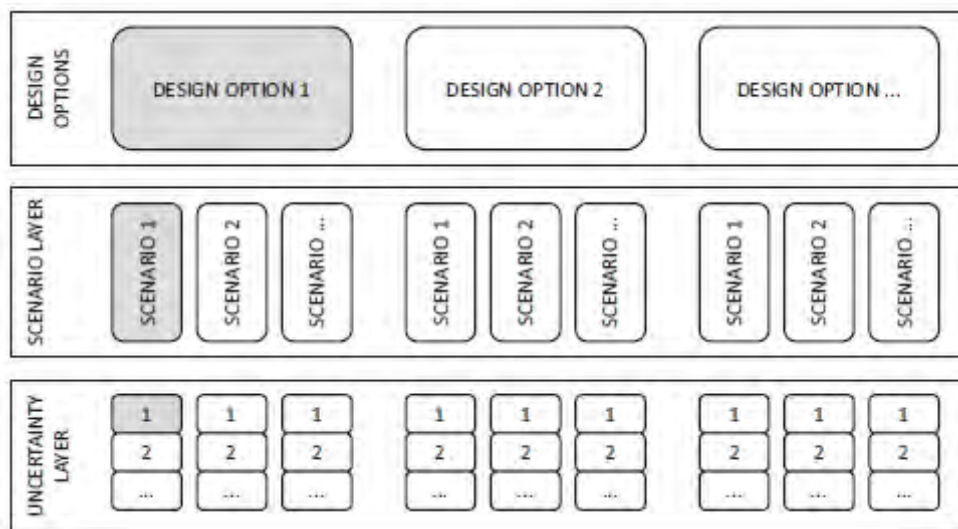 DESIGN
OPTIONS
DESIGN OPTION 1
DESIGN OPTION 2
DESIGN OPTION ...
SCENARIO LAYER
SCENARIO 1
SCENARIO 2
SCENARIO ...
SCENARIO 1
SCENARIO 2
SCENARIO ...
SCENARIO 1
SCENARIO 2
SCENARIO ...
UNCERTAINTY
LAYER
1 1 1 1 1 1 1 1 1
2 2 2 2 2 2 2 2 2
... ... ... ... ... ... ... ... ...